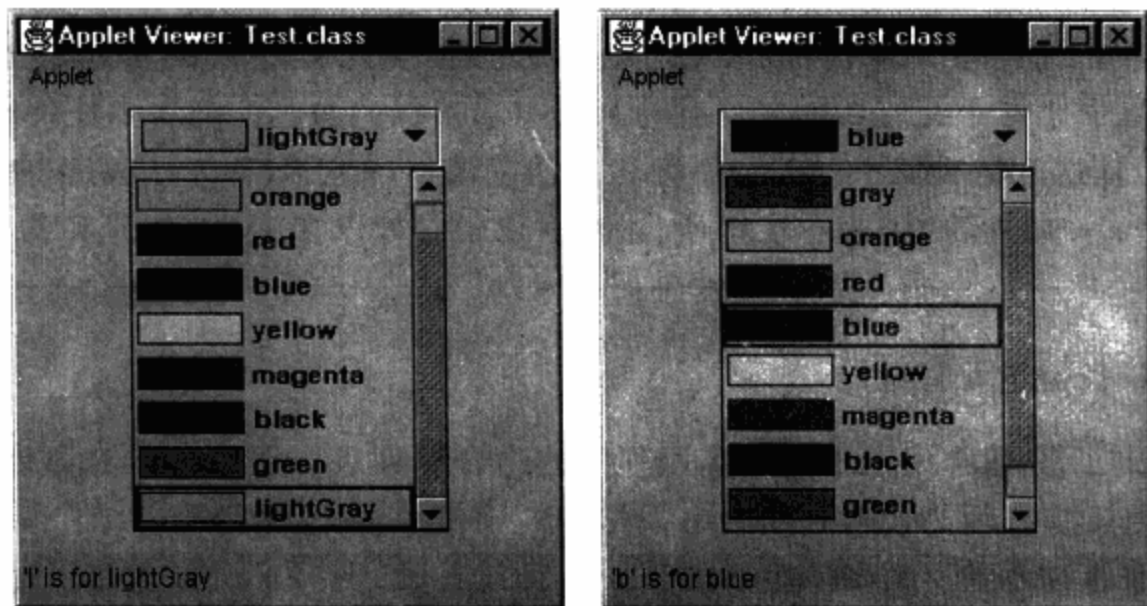 Applet Viewer: Test.class
Applet
lightGray
orange
red
blue
yellow
magenta
black
green
lightGray
'l' is for lightGray
Applet Viewer: Test.class
Applet
blue
gray
orange
red
blue
yellow
magenta
black
green
'b' is for blue